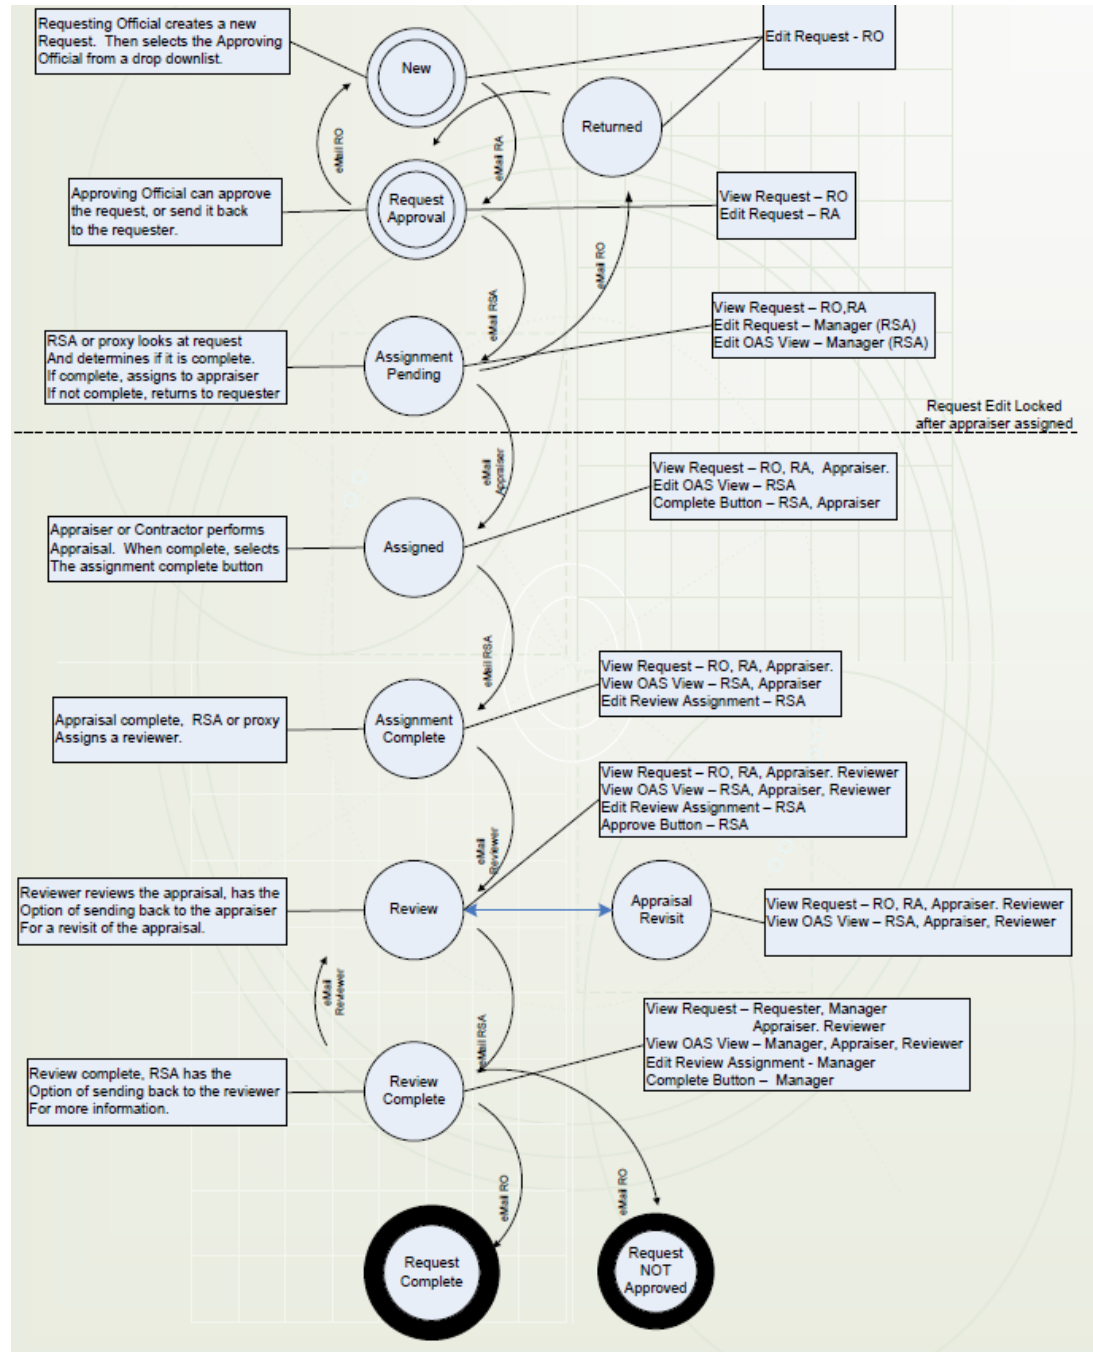 Requesting Official creates a new
Request. Then selects the Approving
Official from a drop downlist.
New
Edit Request - RO
Returned
eMail RO
eMail RA
Approving Official can approve
the request, or send it back
to the requester.
Request
Approval
View Request – RO
Edit Request – RA
eMail RSA
eMail RO
RSA or proxy looks at request
And determines if it is complete.
If complete, assigns to appraiser
If not complete, returns to requester
Assignment
Pending
View Request – RO,RA
Edit Request – Manager (RSA)
Edit OAS View – Manager (RSA)
Request Edit Locked
after appraiser assigned
eMail
Appraiser
Appraiser or Contractor performs
Appraisal. When complete, selects
The assignment complete button
Assigned
View Request – RO, RA, Appraiser.
Edit OAS View – RSA
Complete Button – RSA, Appraiser
eMail RSA
Appraisal complete, RSA or proxy
Assigns a reviewer.
Assignment
Complete
View Request – RO, RA, Appraiser.
View OAS View – RSA, Appraiser
Edit Review Assignment – RSA
eMail
Reviewer
View Request – RO, RA, Appraiser. Reviewer
View OAS View – RSA, Appraiser, Reviewer
Edit Review Assignment – RSA
Approve Button – RSA
Reviewer reviews the appraisal, has the
Option of sending back to the appraiser
For a revisit of the appraisal.
Review
Appraisal
Revisit
View Request – RO, RA, Appraiser. Reviewer
View OAS View – RSA, Appraiser, Reviewer
eMail
Reviewer
eMail RSA
Review complete, RSA has the
Option of sending back to the reviewer
For more information.
Review
Complete
View Request – Requester, Manager
Appraiser. Reviewer
View OAS View – Manager, Appraiser, Reviewer
Edit Review Assignment - Manager
Complete Button – Manager
eMail RO
eMail RO
Request
Complete
Request
NOT
Approved